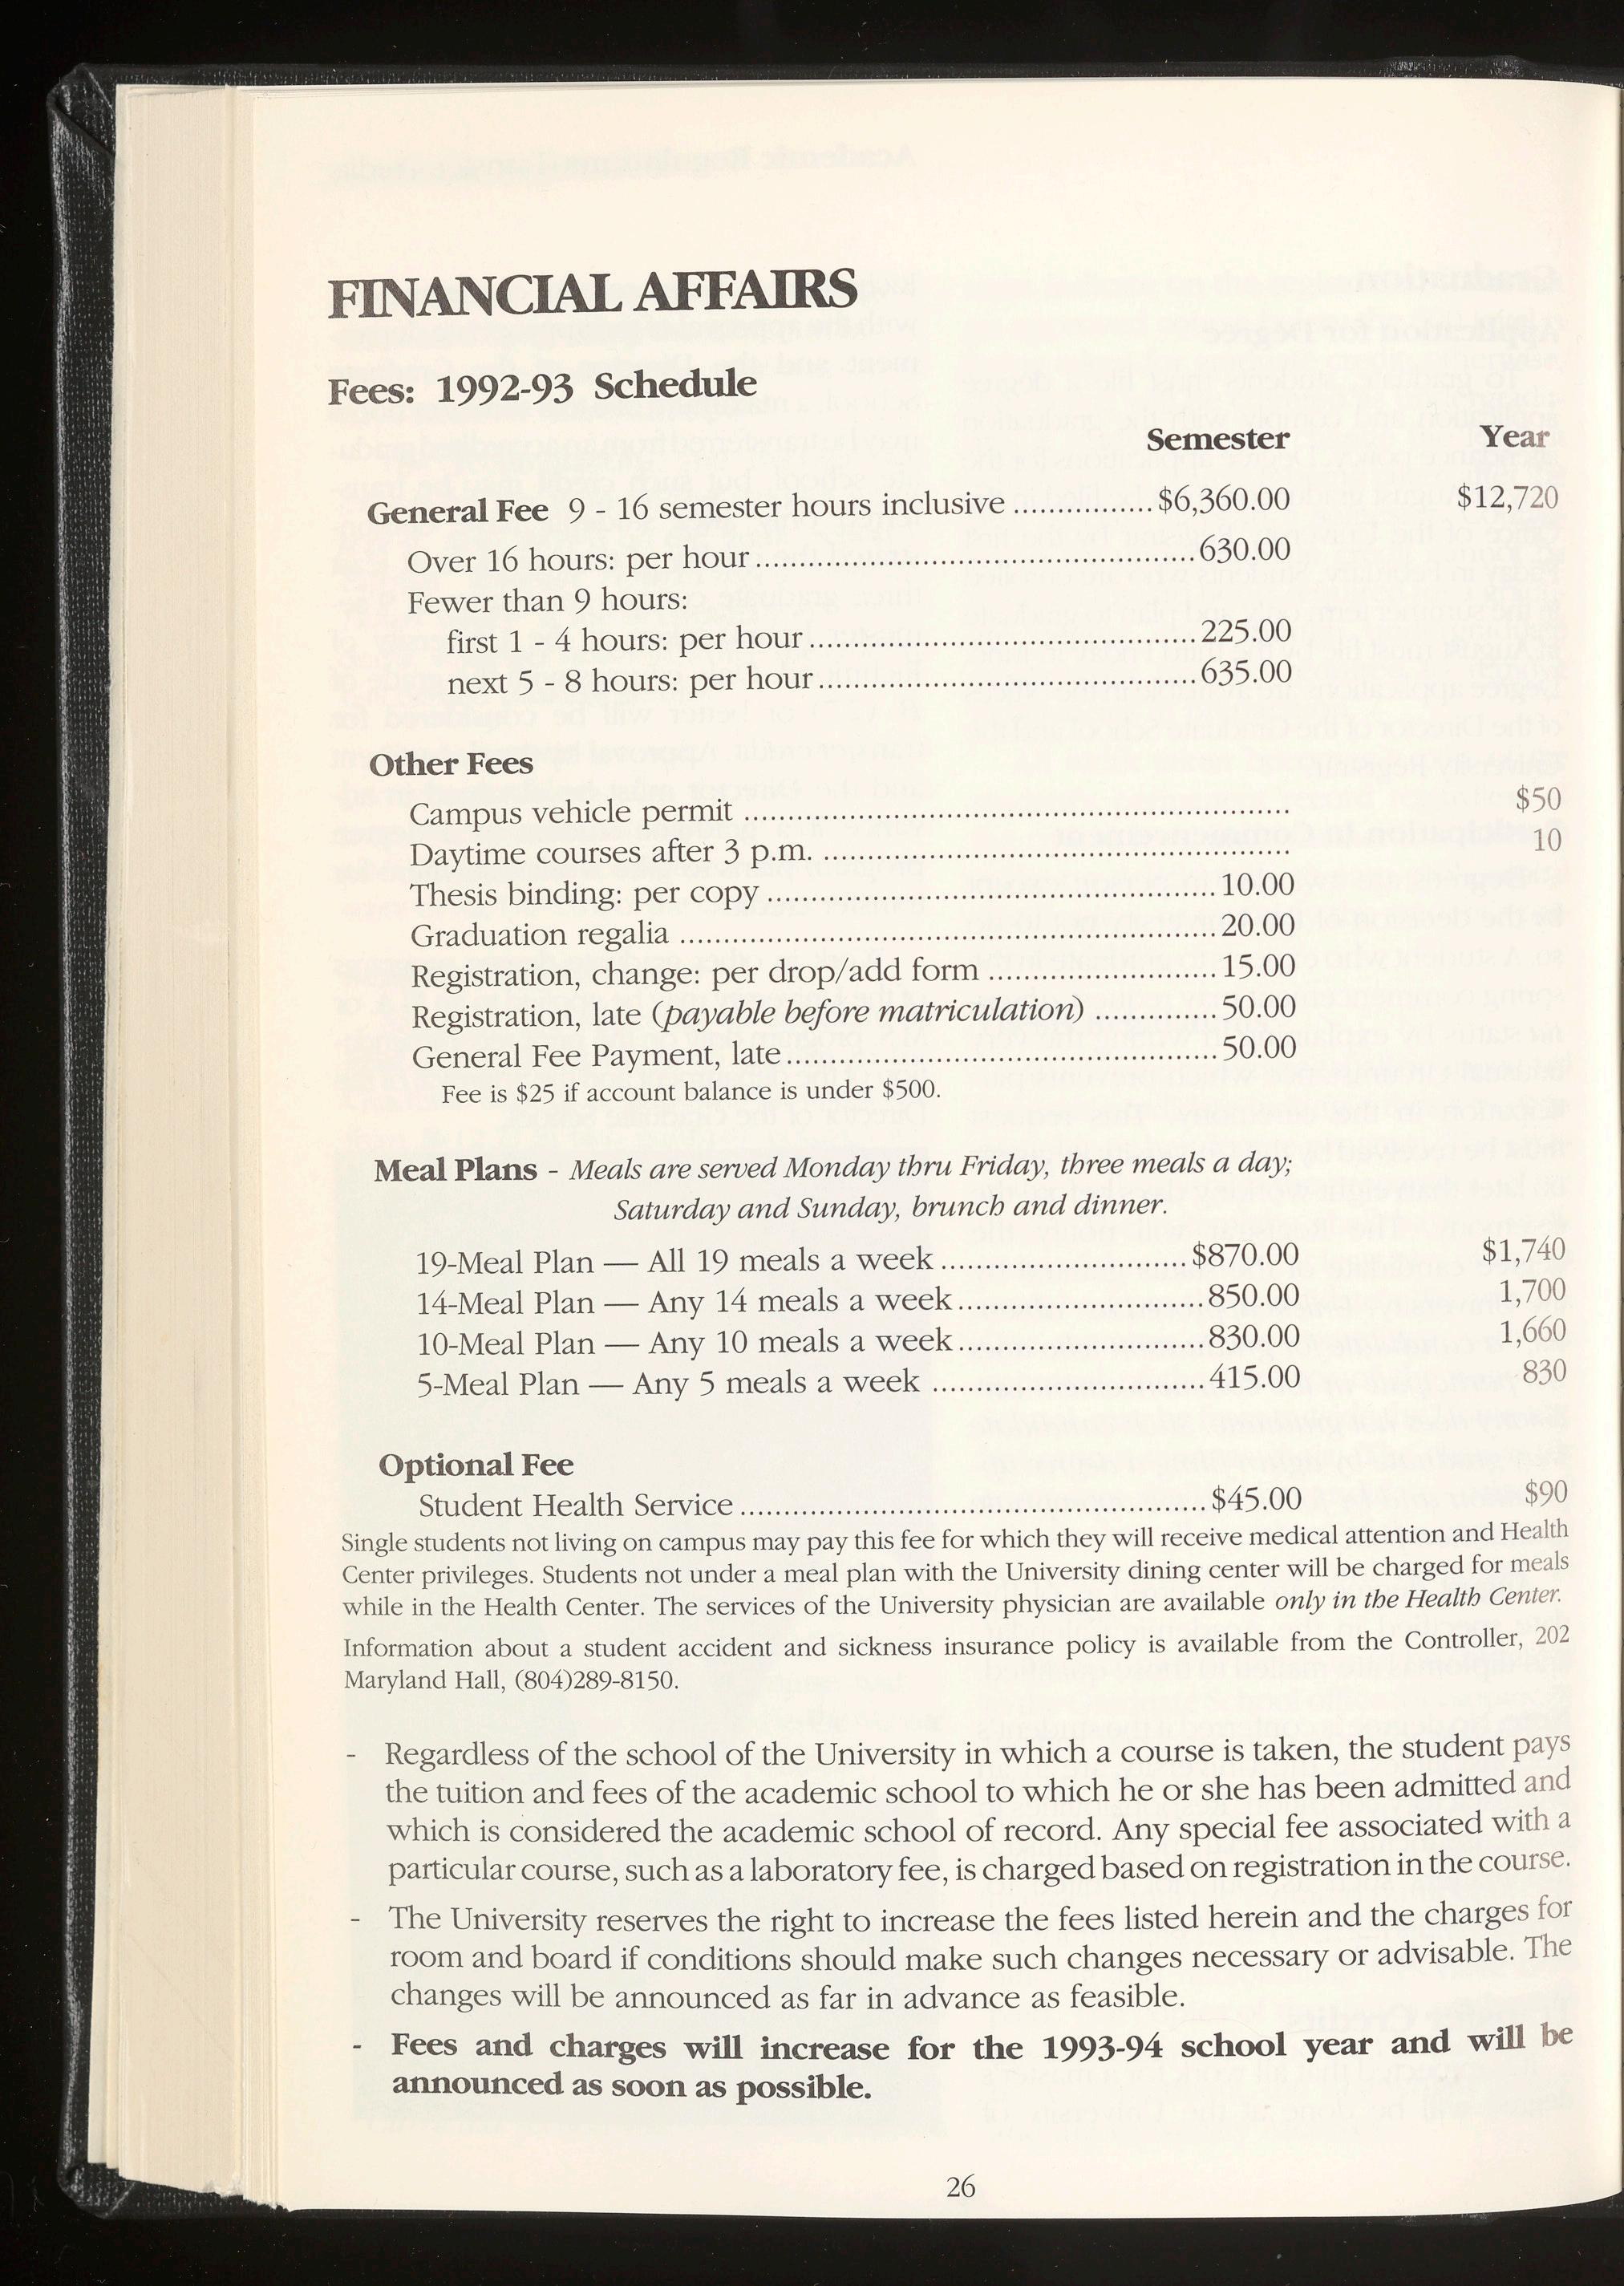 FINANCIAL AFFAIRS
Fees: 1992-93 Schedule
Semester Year
General Fee 9 - 16 semester hours inclusive ................ $6,360.00 $12,720
Over 16 hours: per hour .................................................. 630.00
Fewer than 9 hours:
first 1 - 4 hours: per hour ............................................ 225.00
next 5 - 8 hours: per hour ........................................... 635.00
Other Fees
Campus vehicle permit .............................................................. $50
Daytime courses after 3 p.m. ..................................................... 10
Thesis binding: per copy ................................................... 10.00
Graduation regalia ............................................................. 20.00
Registration, change: per drop/add form .......................... 15.00
Registration, late (payable before matriculation) .............. 50.00
General Fee Payment, late ................................................. 50.00
Fee is $25 if account balance is under $500.
Meal Plans - Meals are served Monday thru Friday, three meals a day;
Saturday and Sunday, brunch and dinner.
19-Meal Plan — All 19 meals a week ............................ $870.00 $1,740
14-Meal Plan — Any 14 meals a week ............................ 850.00 1,700
10-Meal Plan — Any 10 meals a week ............................ 830.00 1,660
5-Meal Plan — Any 5 meals a week ............................... 415.00 830
Optional Fee
Student Health Service ..................................................... $45.00 $90
Single students not living on campus may pay this fee for which they will receive medical attention and Health
Center privileges. Students not under a meal plan with the University dining center will be charged for meals
while in the Health Center. The services of the University physician are available only in the Health Center.
Information about a student accident and sickness insurance policy is available from the Controller, 202
Maryland Hall, (804)289-8150.
- Regardless of the school of the University in which a course is taken, the student pays
the tuition and fees of the academic school to which he or she has been admitted and
which is considered the academic school of record. Any special fee associated with a
particular course, such as a laboratory fee, is charged based on registration in the course.
- The University reserves the right to increase the fees listed herein and the charges for
room and board if conditions should make such changes necessary or advisable. The
changes will be announced as far in advance as feasible.
- Fees and charges will increase for the 1993-94 school year and will be
announced as soon as possible.
26